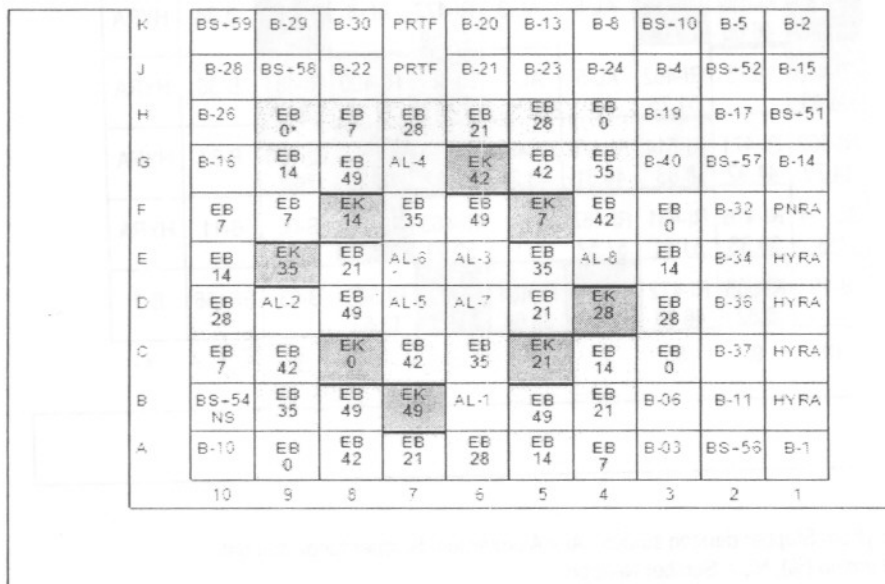 K BS+59 B-29 B-30 PRTF B-20 B-13 B-8 BS+10 B-5 B-2
J B-28 BS+58 B-22 PRTF B-21 B-23 B-24 B-4 BS+52 B-15
H B-26 EB 0* EB 7 EB 28 EB 21 EB 28 EB 0 B-19 B-17 BS+51
G B-16 EB 14 EB 49 AL-4 EK 42 EB 42 EB 35 B-40 BS+57 B-14
F EB 7 EB 7 EK 14 EB 35 EB 49 EK 7 EB 42 EB 0 B-32 PNRA
E EB 14 EK 35 EB 21 AL-6 AL-3 EB 35 AL-8 EB 14 B-34 HYRA
D EB 28 AL-2 EB 49 AL-5 AL-7 EB 21 EK 28 EB 28 B-36 HYRA
C EB 7 EB 42 EK 0 EB 42 EB 35 EK 21 EB 14 EB 0 B-37 HYRA
B BS+54 NS EB 35 EB 49 EK 49 AL-1 EB 49 EB 21 B-06 B-11 HYRA
A B-10 EB 0 EB 42 EB 21 EB 28 EB 14 EB 7 B-03 BS+56 B-1
10 9 8 7 6 5 4 3 2 1